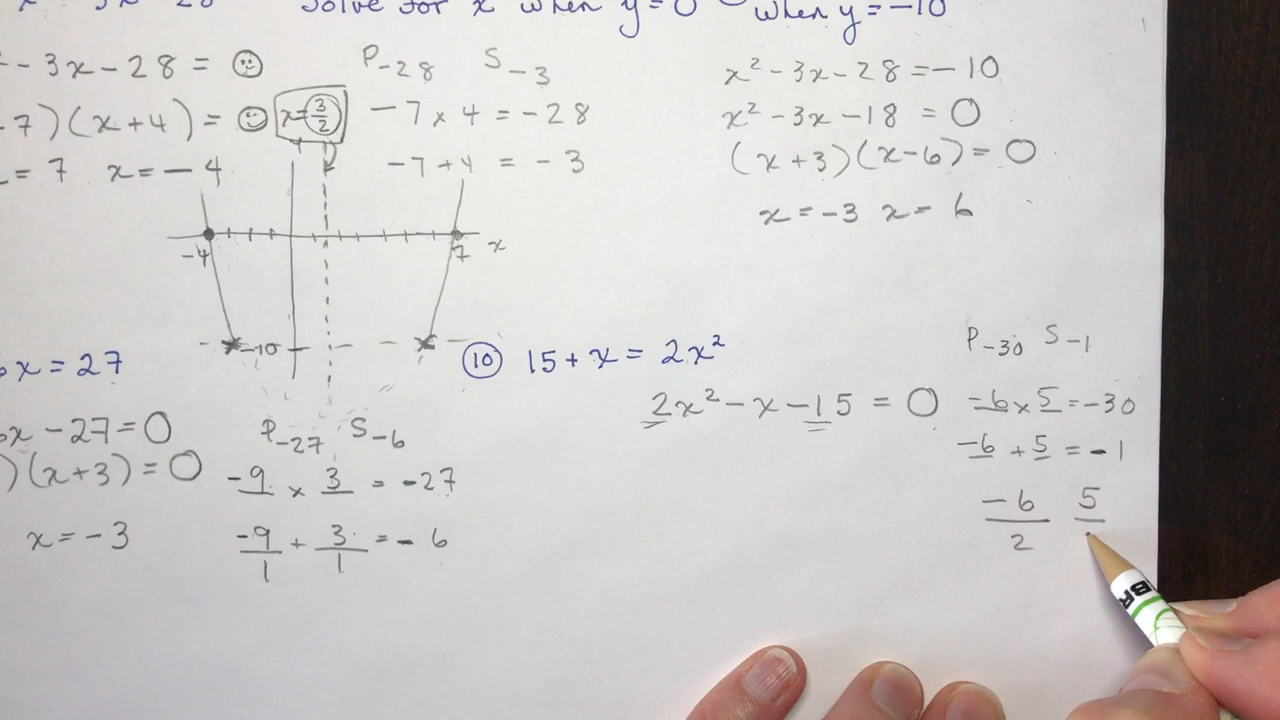 solve for x when y=0
when y=-10
- 3x - 28 = ☺
P-28 S-3
7)(x+4) = ☺
x=3/2
-7 x 4 = -28
= 7 x = -4
-7 + 4 = -3
-4
7
x
-10
x² - 3x - 28 = -10
x² - 3x - 18 = 0
(x+3)(x-6) = 0
x = -3 x = 6
x = 27
x - 27 = 0
)(x+3) = 0
x = -3
P-27 S-6
-9 x 3 = -27
-9/1 + 3/1 = -6
10 15 + x = 2x²
2x² - x - 15 = 0
P-30 S-1
-6 x 5 = -30
-6 + 5 = -1
-6/2 5
BR